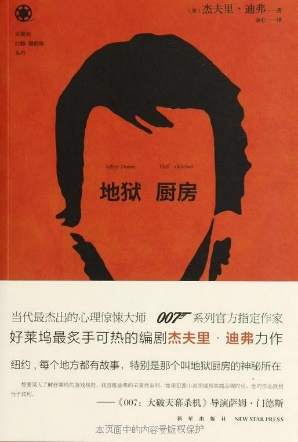 [美] 杰夫里·迪弗 著
译
Jeffery Deaver
Hell's Kitchen
地狱 厨房
当代最杰出的心理惊悚大师 007 系列官方指定作家
好莱坞最炙手可热的编剧杰夫里·迪弗力作
纽约，每个地方都有故事，特别是那个叫地狱厨房的神秘所在
——《007：大破天幕杀机》导演萨姆·门德斯
新星出版社 NEW STAR PRESS
本页面中的内容受版权保护